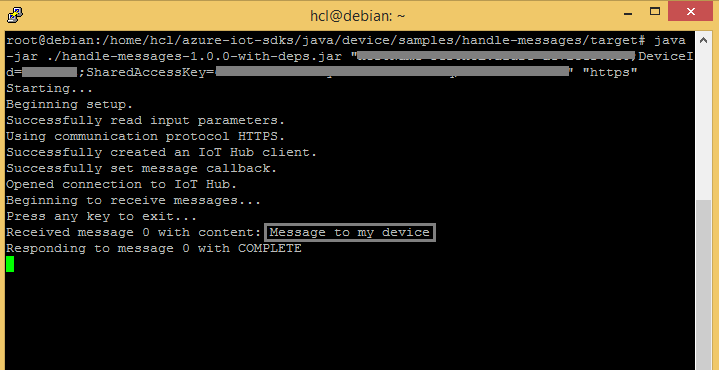 hcl@debian: ~
root@debian:/home/hcl/azure-iot-sdks/java/device/samples/handle-messages/target# java
-jar ./handle-messages-1.0.0-with-deps.jar " /DeviceI
d= ;SharedAccessKey= " "https"
Starting...
Beginning setup.
Successfully read input parameters.
Using communication protocol HTTPS.
Successfully created an IoT Hub client.
Successfully set message callback.
Opened connection to IoT Hub.
Beginning to receive messages...
Press any key to exit...
Received message 0 with content: Message to my device
Responding to message 0 with COMPLETE